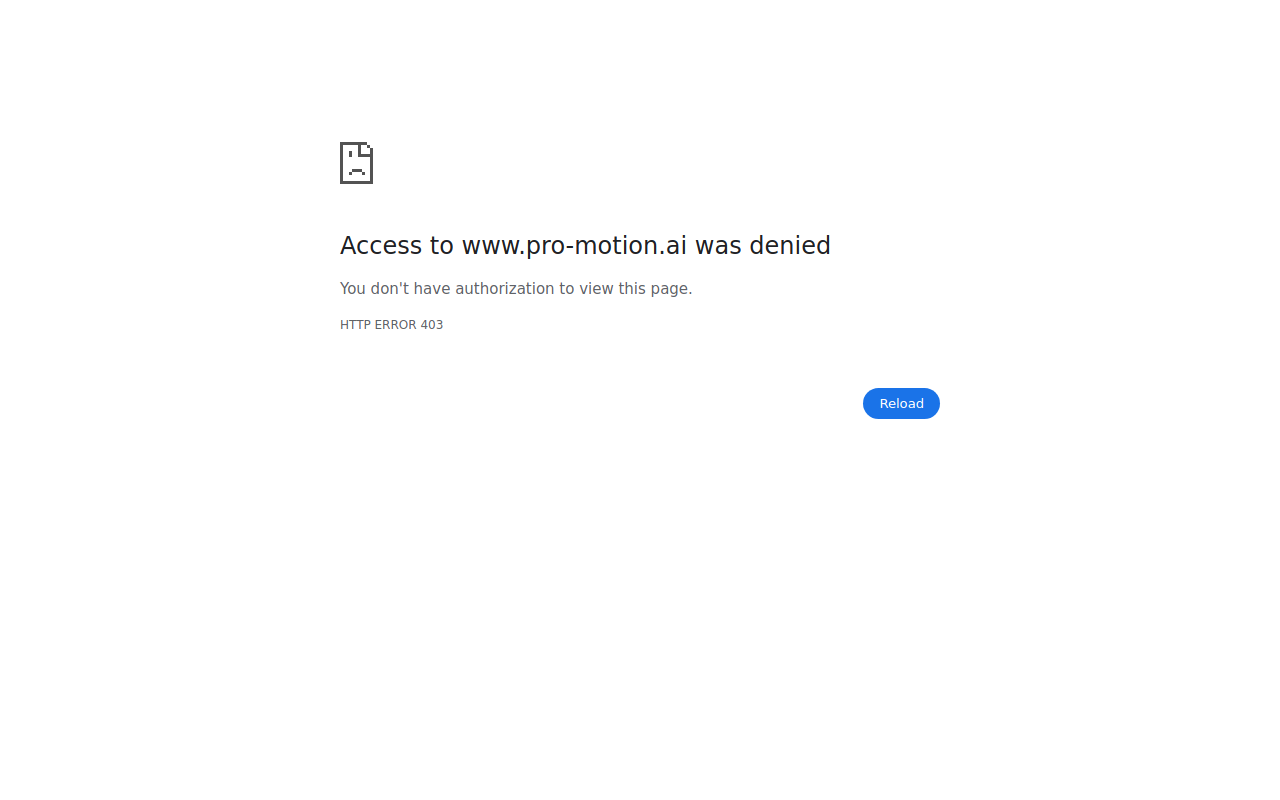 Access to www.pro-motion.ai was denied
You don't have authorization to view this page.
HTTP ERROR 403
Reload